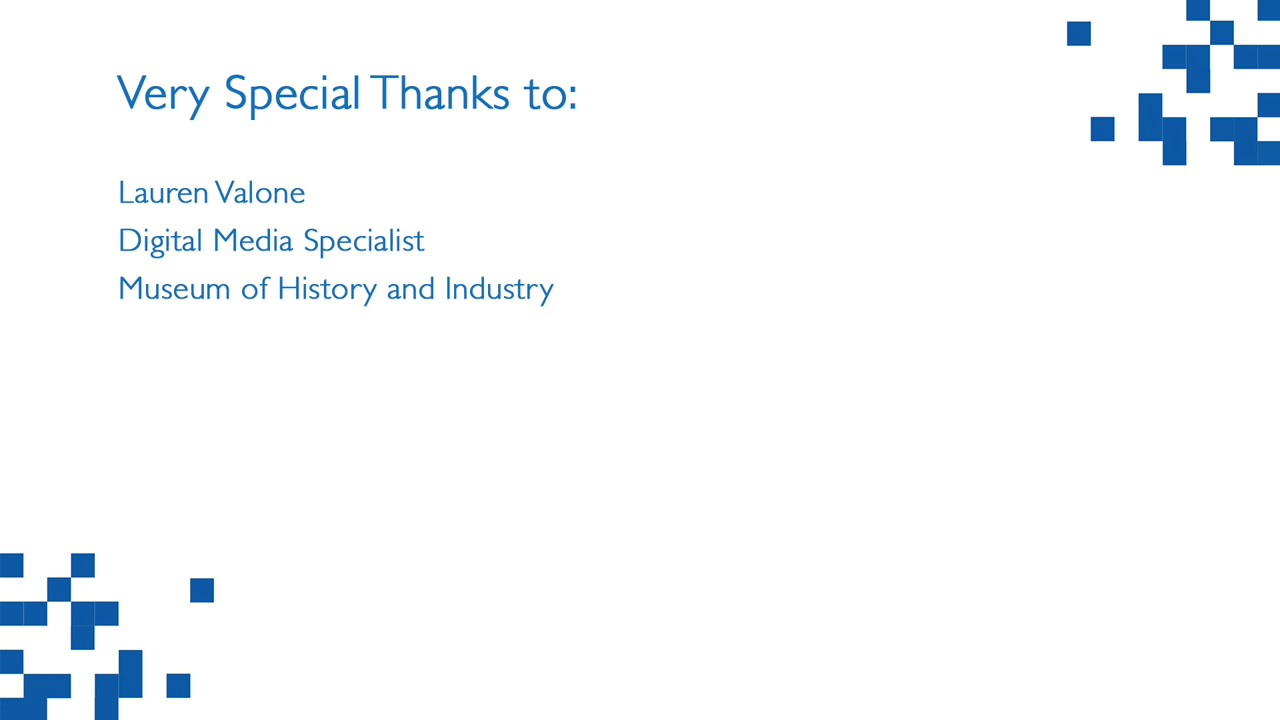 Very Special Thanks to:
Lauren Valone
Digital Media Specialist
Museum of History and Industry